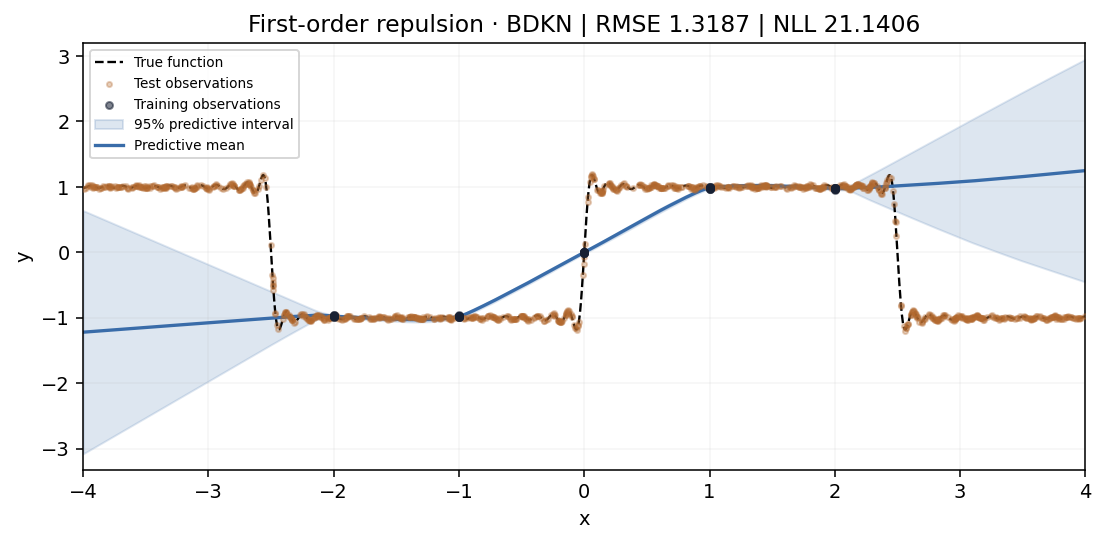 First-order repulsion · BDKN | RMSE 1.3187 | NLL 21.1406
True function
Test observations
Training observations
95% predictive interval
Predictive mean
y
3
2
1
0
−1
−2
−3
−4
−3
−2
−1
0
1
2
3
4
x